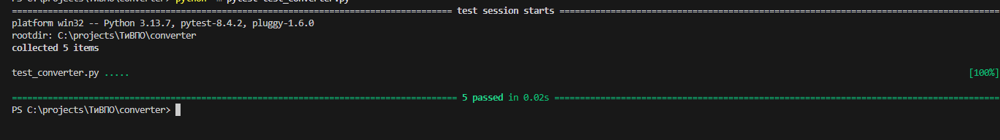 PS C:\projects\ТиВПО\converter> python -m pytest test_converter.py
============================= test session starts =============================
platform win32 -- Python 3.13.7, pytest-8.4.2, pluggy-1.6.0
rootdir: C:\projects\ТиВПО\converter
collected 5 items
test_converter.py ..... [100%]
============================== 5 passed in 0.02s ==============================
PS C:\projects\ТиВПО\converter>